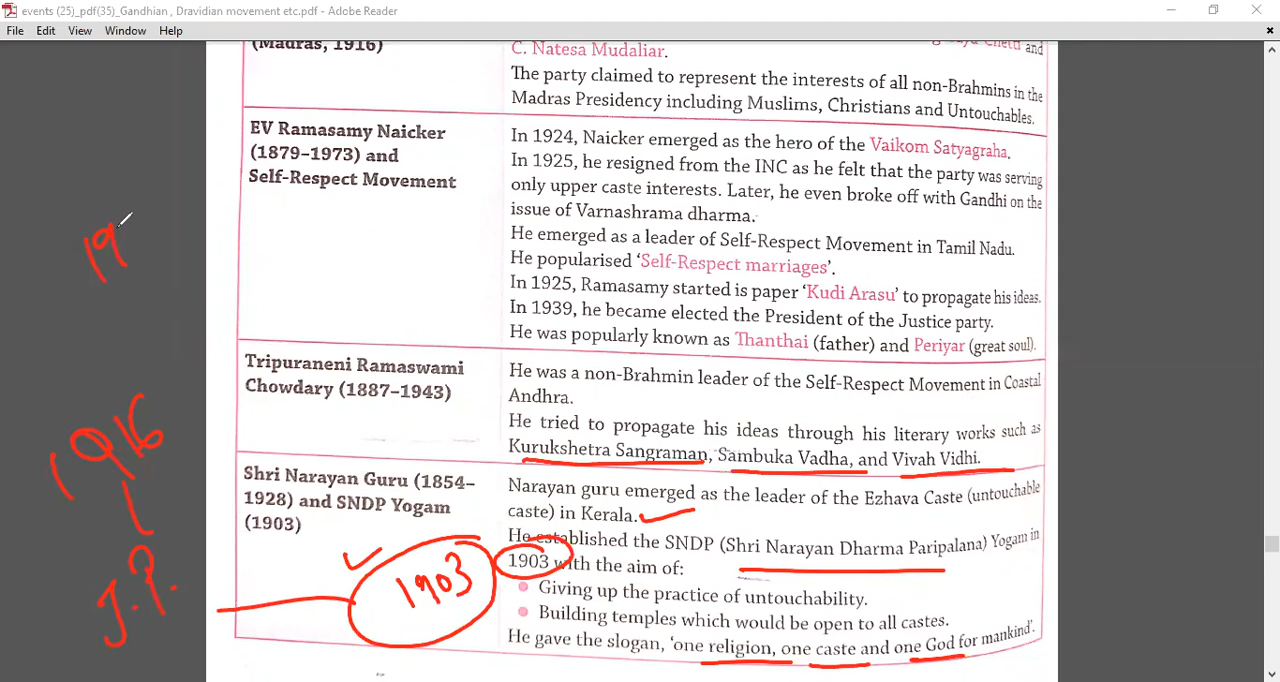 events (25)_pdf(35)_Gandhian , Dravidian movement etc.pdf - Adobe Reader
File Edit View Window Help
(Madras, 1916)
C. Natesa Mudaliar.
and
The party claimed to represent the interests of all non-Brahmins in the
Madras Presidency including Muslims, Christians and Untouchables.
EV Ramasamy Naicker
(1879–1973) and
Self-Respect Movement
In 1924, Naicker emerged as the hero of the Vaikom Satyagraha.
In 1925, he resigned from the INC as he felt that the party was serving
only upper caste interests. Later, he even broke off with Gandhi on the
issue of Varnashrama dharma.
He emerged as a leader of Self-Respect Movement in Tamil Nadu.
He popularised ‘Self-Respect marriages’.
In 1925, Ramasamy started is paper ‘Kudi Arasu’ to propagate his ideas.
In 1939, he became elected the President of the Justice party.
He was popularly known as Thanthai (father) and Periyar (great soul).
Tripuraneni Ramaswami
Chowdary (1887–1943)
He was a non-Brahmin leader of the Self-Respect Movement in Coastal
Andhra.
He tried to propagate his ideas through his literary works such as
Kurukshetra Sangraman, Sambuka Vadha, and Vivah Vidhi.
Shri Narayan Guru (1854–
1928) and SNDP Yogam
(1903)
Narayan guru emerged as the leader of the Ezhava Caste (untouchable
caste) in Kerala.
He established the SNDP (Shri Narayan Dharma Paripalana) Yogam in
1903 with the aim of:
Giving up the practice of untouchability.
Building temples which would be open to all castes.
He gave the slogan, ‘one religion, one caste and one God for mankind’.
19
1916
J.P.
1903